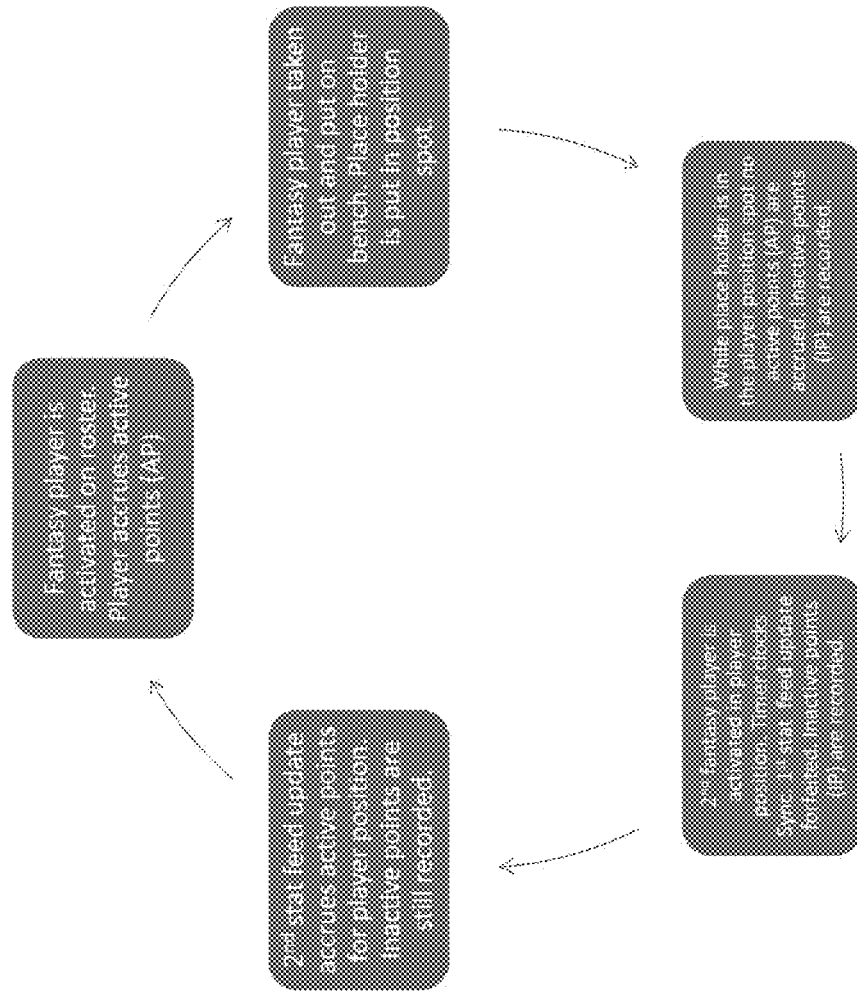 Fantasy player is
activated on roster.
Player accrues active
points (AP)
Fantasy player taken
out and put on
bench. Place holder
is put in position
spot.
While place holder is in
the player position spot no
active points (AP) are
accrued. Inactive points
(IP) are recorded.
2nd fantasy player is
activated in player
position. Timer clocks
Sync. 1st stat feed update
forfeited. Inactive points
(IP) are recorded
2nd stat feed update
accrues active points
for player position.
Inactive points are
still recorded.